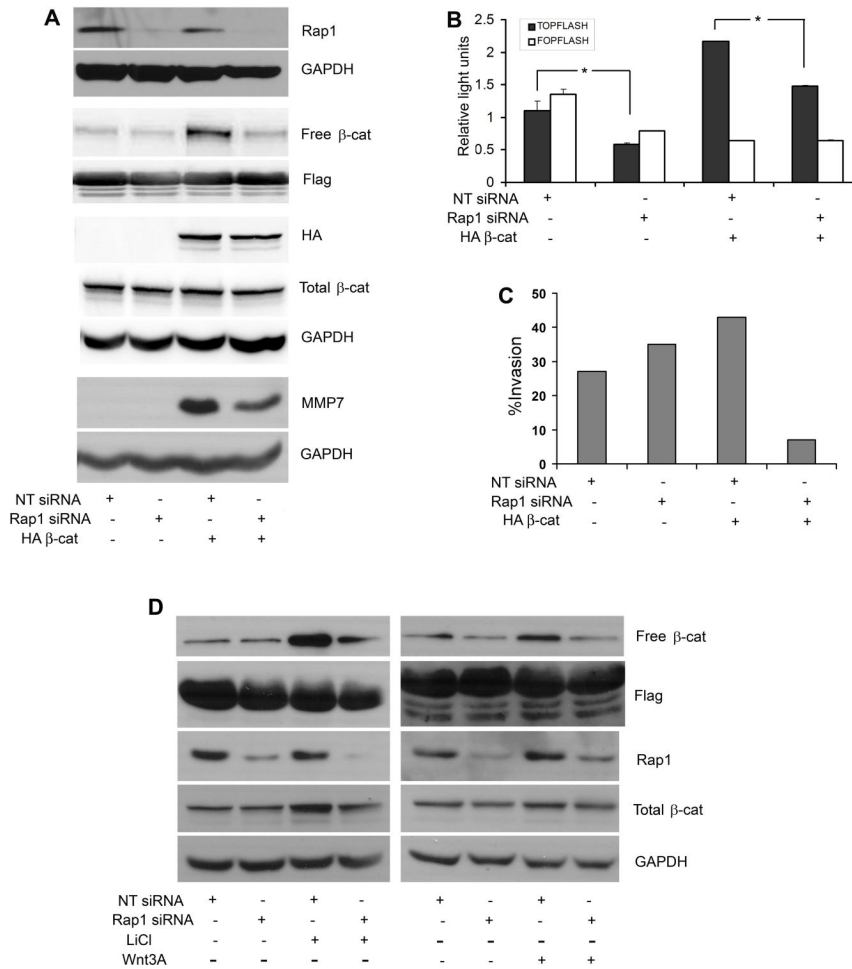 A
Rap1
GAPDH
Free β-cat
Flag
HA
Total β-cat
GAPDH
MMP7
GAPDH
NT siRNA + - + -
Rap1 siRNA - + - +
HA β-cat - - + +
B
Relative light units
2.5
2
1.5
1
0.5
0
TOPFLASH
FOPFLASH
*
*
NT siRNA + - + -
Rap1 siRNA - + - +
HA β-cat - - + +
C
%Invasion
50
40
30
20
10
0
NT siRNA + - + -
Rap1 siRNA - + - +
HA β-cat - - + +
D
Free β-cat
Flag
Rap1
Total β-cat
GAPDH
NT siRNA + - + - + - + -
Rap1 siRNA - + - + - + - +
LiCl - - + + - - - -
Wnt3A - - - - - - + +